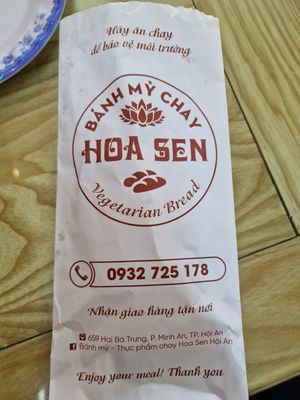 Hãy ăn chay
để bảo vệ môi trường
BÁNH MỲ CHAY
HOA SEN
Vegetarian Bread
0932 725 178
Nhận giao hàng tận nơi
659 Hai Bà Trưng, P. Minh An, TP. Hội An
Bánh mỳ - Thực phẩm chay Hoa Sen Hội An
Enjoy your meal! Thank you